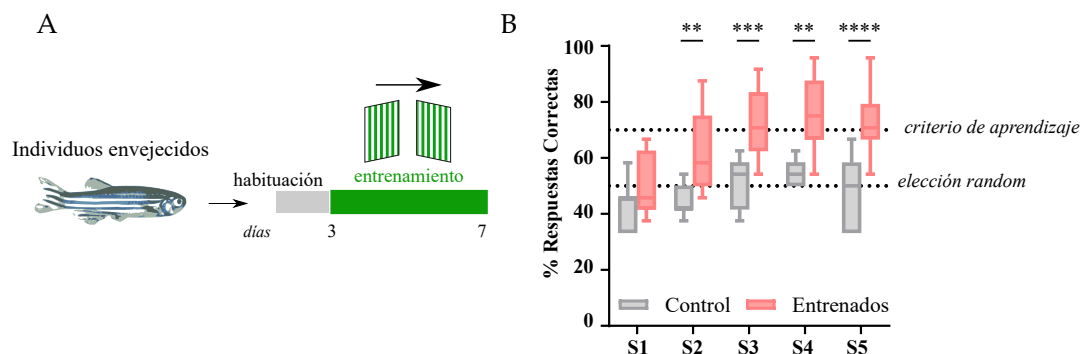 A
Individuos envejecidos
habituación
entrenamiento
días
3
7
B
% Respuestas Correctas
100
80
60
40
20
0
**
***
**
****
criterio de aprendizaje
elección random
Control
Entrenados
S1
S2
S3
S4
S5